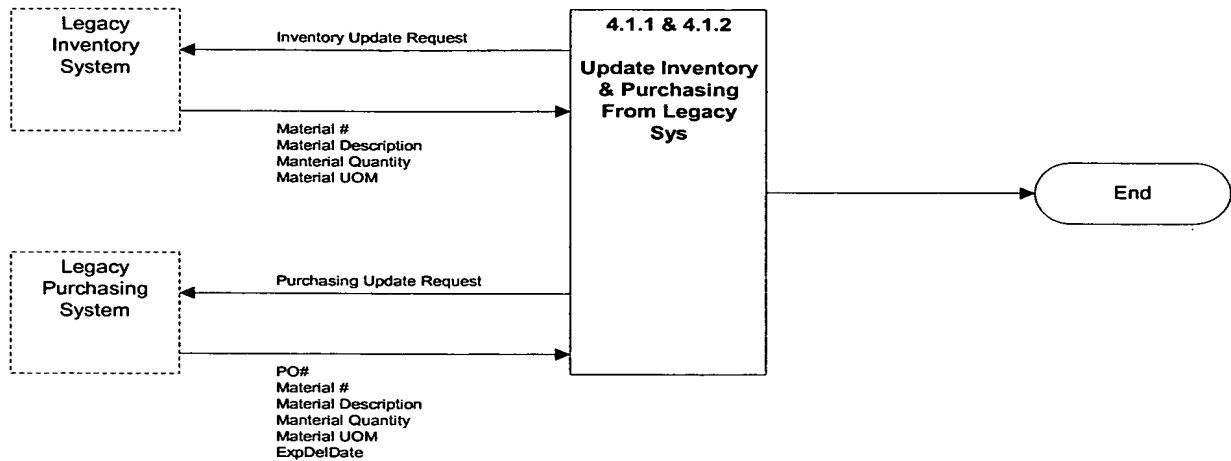 Legacy
Inventory
System
Inventory Update Request
Material #
Material Description
Manterial Quantity
Material UOM
4.1.1 & 4.1.2
Update Inventory
& Purchasing
From Legacy
Sys
End
Legacy
Purchasing
System
Purchasing Update Request
PO#
Material #
Material Description
Manterial Quantity
Material UOM
ExpDelDate